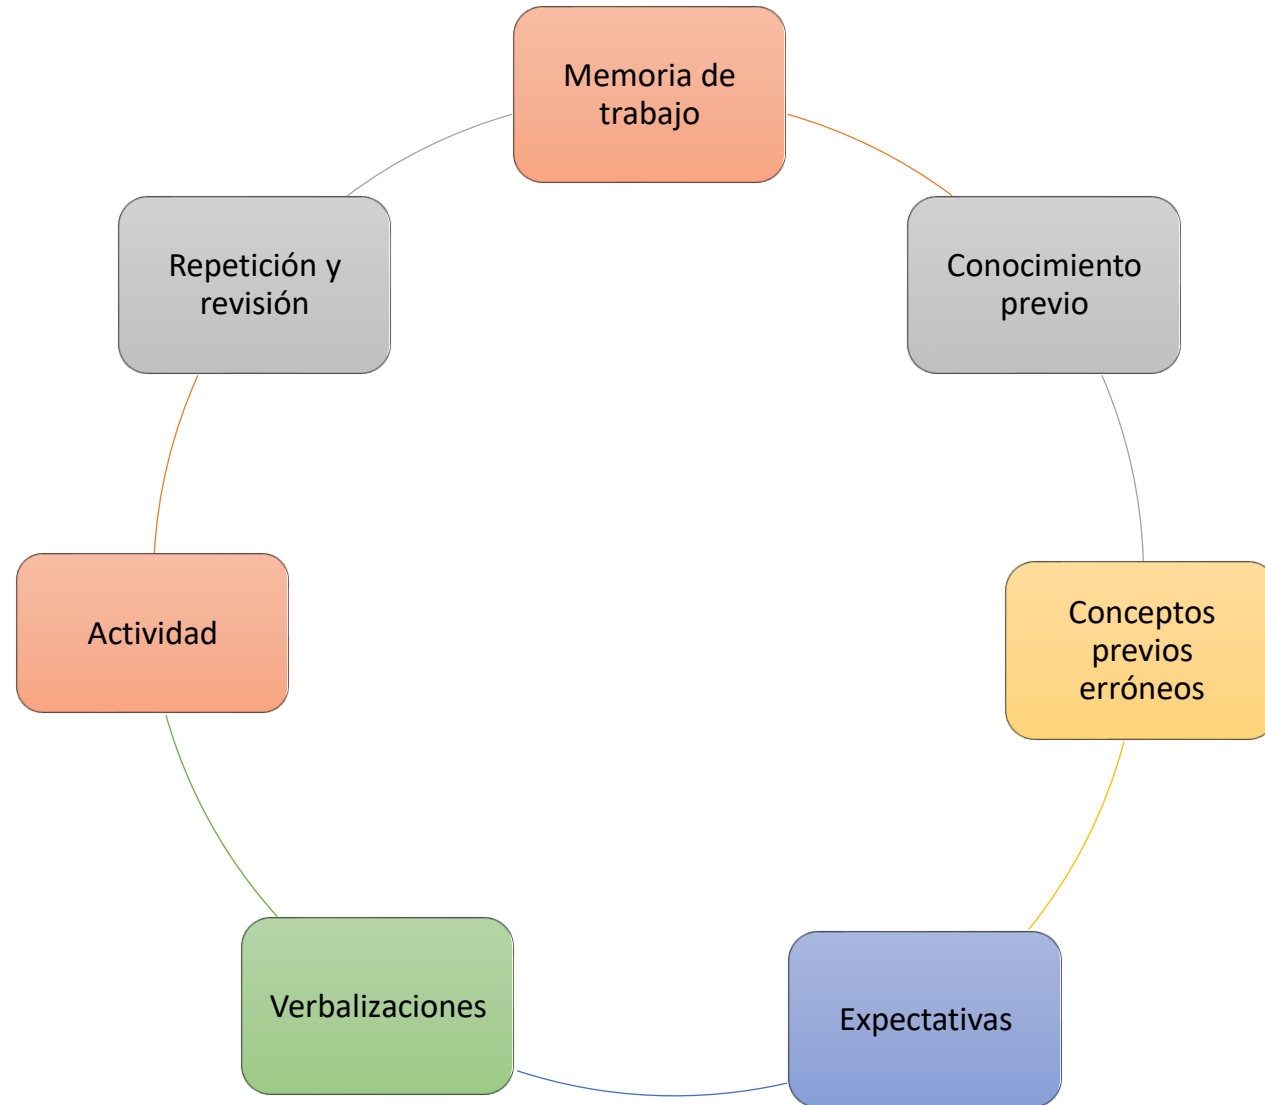 Memoria de
trabajo
Conocimiento
previo
Conceptos
previos
erróneos
Expectativas
Verbalizaciones
Actividad
Repetición y
revisión